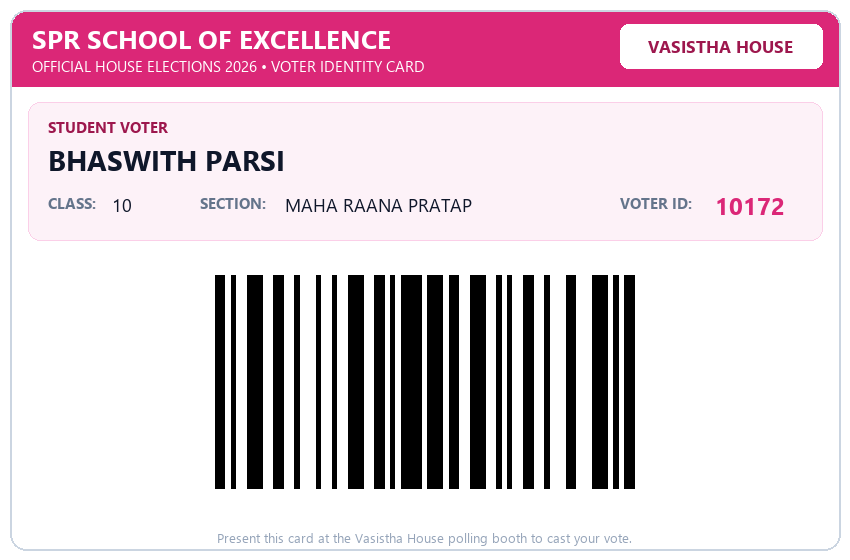 SPR SCHOOL OF EXCELLENCE
OFFICIAL HOUSE ELECTIONS 2026 • VOTER IDENTITY CARD
VASISTHA HOUSE
STUDENT VOTER
BHASWITH PARSI
CLASS: 10 SECTION: MAHA RAANA PRATAP VOTER ID: 10172
Present this card at the Vasistha House polling booth to cast your vote.